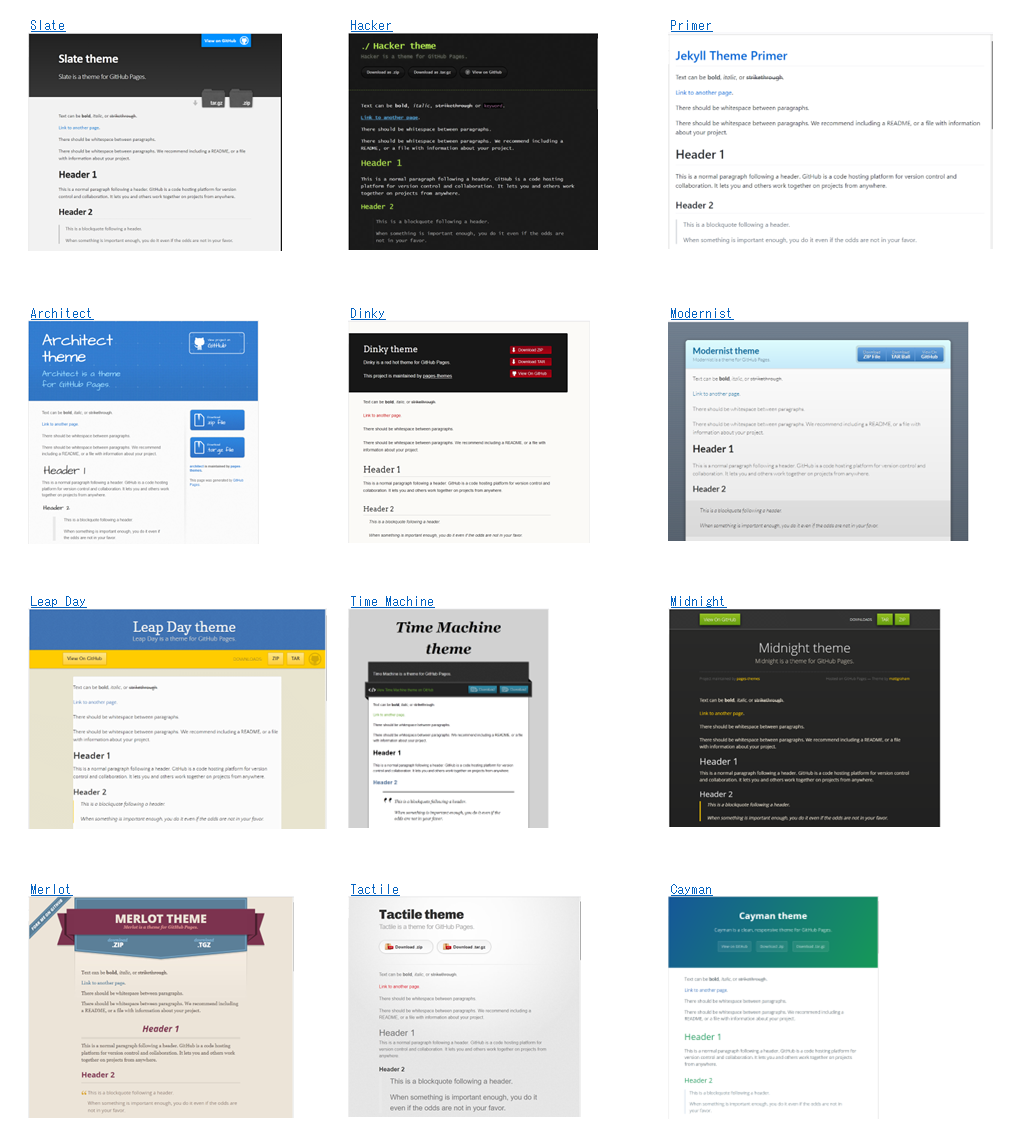 Slate
View on GitHub
Slate theme
Slate is a theme for GitHub Pages.
tar.gz
.zip
Text can be bold, italic, or strikethrough.
Link to another page.
There should be whitespace between paragraphs.
There should be whitespace between paragraphs. We recommend including a README, or a file
with information about your project.
Header 1
This is a normal paragraph following a header. GitHub is a code hosting platform for version
control and collaboration. It lets you and others work together on projects from anywhere.
Header 2
This is a blockquote following a header.
When something is important enough, you do it even if the odds are not in your favor.
Hacker
./ Hacker theme
Hacker is a theme for GitHub Pages.
Download as .zip
Download as .tar.gz
View on GitHub
Text can be bold, italic, strikethrough or keyword.
Link to another page.
There should be whitespace between paragraphs.
There should be whitespace between paragraphs. We recommend including a
README, or a file with information about your project.
Header 1
This is a normal paragraph following a header. GitHub is a code hosting
platform for version control and collaboration. It lets you and others work
together on projects from anywhere.
Header 2
This is a blockquote following a header.
When something is important enough, you do it even if the odds are
not in your favor.
Primer
Jekyll Theme Primer
Text can be bold, italic, or strikethrough.
Link to another page.
There should be whitespace between paragraphs.
There should be whitespace between paragraphs. We recommend including a README, or a file with information
about your project.
Header 1
This is a normal paragraph following a header. GitHub is a code hosting platform for version control and
collaboration. It lets you and others work together on projects from anywhere.
Header 2
This is a blockquote following a header.
When something is important enough, you do it even if the odds are not in your favor.
Architect
Architect
theme
Architect is a theme
for GitHub Pages.
View project on
GitHub
Text can be bold, italic, or strikethrough.
Link to another page.
There should be whitespace between paragraphs.
There should be whitespace between paragraphs. We recommend
including a README, or a file with information about your project.
Header 1
This is a normal paragraph following a header. GitHub is a code hosting
platform for version control and collaboration. It lets you and others work
together on projects from anywhere.
Header 2
This is a blockquote following a header.
When something is important enough, you do it even if
the odds are not in your favor.
Download
.zip file
Download
tar.gz file
architect is maintained by pages-
themes.
This page was generated by GitHub
Pages.
Dinky
Dinky theme
Dinky is a rad hot theme for GitHub Pages
This project is maintained by pages-themes
Download ZIP
Download TAR
View On GitHub
Text can be bold, italic, or strikethrough.
Link to another page
There should be whitespace between paragraphs.
There should be whitespace between paragraphs. We recommend including a README, or a file with
information about your project.
Header 1
This is a normal paragraph following a header. GitHub is a code hosting platform for version control and
collaboration. It lets you and others work together on projects from anywhere
Header 2
This is a blockquote following a header
When something is important enough, you do it even if the odds are not in your favor.
Modernist
Modernist theme
Modernist is a theme for GitHub Pages.
Download
ZIP File
Download
TAR Ball
View On
GitHub
Text can be bold, italic, or strikethrough.
Link to another page.
There should be whitespace between paragraphs.
There should be whitespace between paragraphs. We recommend including a README, or a file with
information about your project.
Header 1
This is a normal paragraph following a header. GitHub is a code hosting platform for version control and
collaboration. It lets you and others work together on projects from anywhere.
Header 2
This is a blockquote following a header.
When something is important enough, you do it even if the odds are not in your favor.
Leap Day
Leap Day theme
Leap Day is a theme for GitHub Pages.
View On GitHub
DOWNLOADS:
ZIP
TAR
Text can be bold, italic, or strikethrough.
Link to another page.
There should be whitespace between paragraphs
There should be whitespace between paragraphs. We recommend including a README, or a file
with information about your project.
Header 1
This is a normal paragraph following a header. GitHub is a code hosting platform for version
control and collaboration. It lets you and others work together on projects from anywhere.
Header 2
This is a blockquote following a header.
When something is important enough, you do it even if the odds are not in your favor.
Time Machine
Time Machine
theme
Time Machine is a theme for GitHub Pages.
Download
Download
Text can be bold, italic, or strikethrough.
Link to another page.
There should be whitespace between paragraphs.
There should be whitespace between paragraphs. We recommend including a README, or a file
with information about your project.
Header 1
This is a normal paragraph following a header. GitHub is a code hosting platform for version
control and collaboration. It lets you and others work together on projects from anywhere.
Header 2
This is a blockquote following a header.
When something is important enough, you do it even if
the odds are not in your favor.
Midnight
View On GitHub
DOWNLOADS:
TAR
ZIP
Midnight theme
Midnight is a theme for GitHub Pages.
Project maintained by pages-themes
Hosted on GitHub Pages — Theme by mattgraham
Text can be bold, italic, or strikethrough.
Link to another page.
There should be whitespace between paragraphs.
There should be whitespace between paragraphs. We recommend including a README, or a file
with information about your project.
Header 1
This is a normal paragraph following a header. GitHub is a code hosting platform for version control
and collaboration. It lets you and others work together on projects from anywhere.
Header 2
This is a blockquote following a header.
When something is important enough, you do it even if the odds are not in your favor.
Merlot
FORK ME ON GITHUB
MERLOT THEME
Merlot is a theme for GitHub Pages.
download
.ZIP
download
.TGZ
Text can be bold, italic, or strikethrough.
Link to another page.
There should be whitespace between paragraphs.
There should be whitespace between paragraphs. We recommend including
a README, or a file with information about your project.
Header 1
This is a normal paragraph following a header. GitHub is a code hosting
platform for version control and collaboration. It lets you and others work
together on projects from anywhere.
Header 2
This is a blockquote following a header.
When something is important enough, you do it even if the odds are
not in your favor.
Tactile
Tactile theme
Tactile is a theme for GitHub Pages.
Download .zip
Download .tar.gz
Text can be bold, italic, or strikethrough.
Link to another page.
There should be whitespace between paragraphs.
There should be whitespace between paragraphs. We recommend including a
README, or a file with information about your project.
Header 1
This is a normal paragraph following a header. GitHub is a code hosting platform for
version control and collaboration. It lets you and others work together on projects from
anywhere.
Header 2
This is a blockquote following a header.
When something is important enough, you do it
even if the odds are not in your favor.
Cayman
Cayman theme
Cayman is a clean, responsive theme for GitHub Pages.
View on GitHub
Download .zip
Download .tar.gz
Text can be bold, italic, or strikethrough.
Link to another page.
There should be whitespace between paragraphs.
There should be whitespace between paragraphs. We recommend including a
README, or a file with information about your project.
Header 1
This is a normal paragraph following a header. GitHub is a code hosting
platform for version control and collaboration. It lets you and others work
together on projects from anywhere.
Header 2
This is a blockquote following a header.
When something is important enough, you do it even if the odds are
not in your favor.